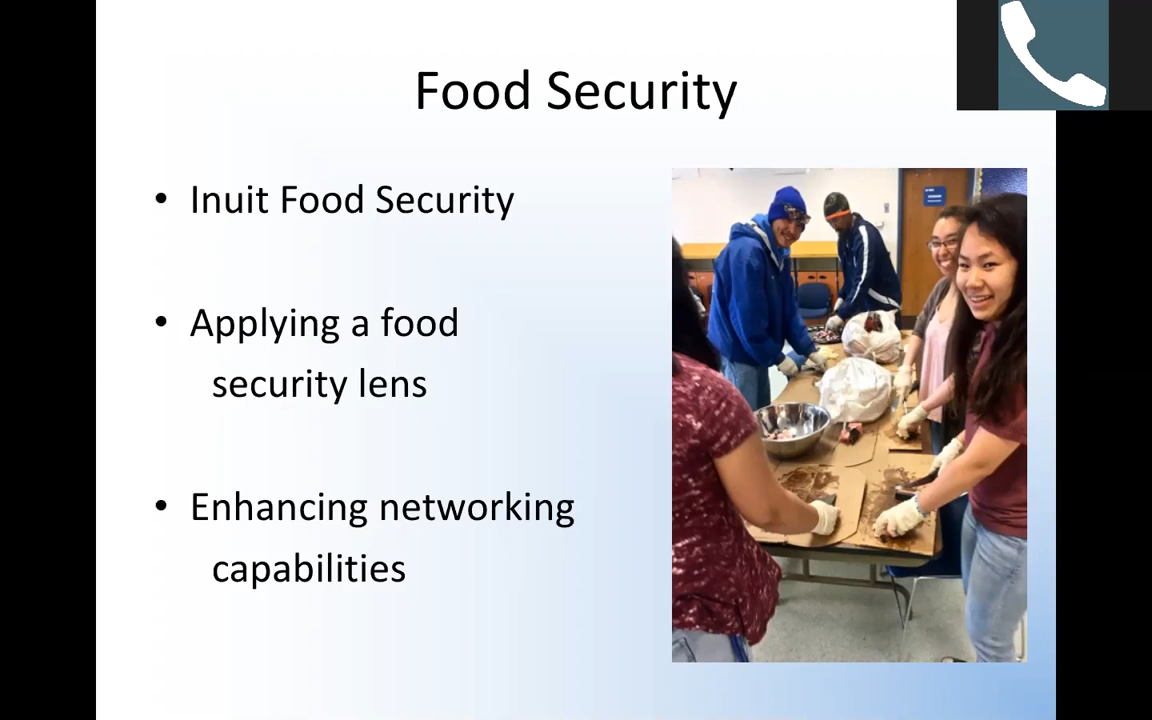 Food Security
• Inuit Food Security
• Applying a food
security lens
• Enhancing networking
capabilities